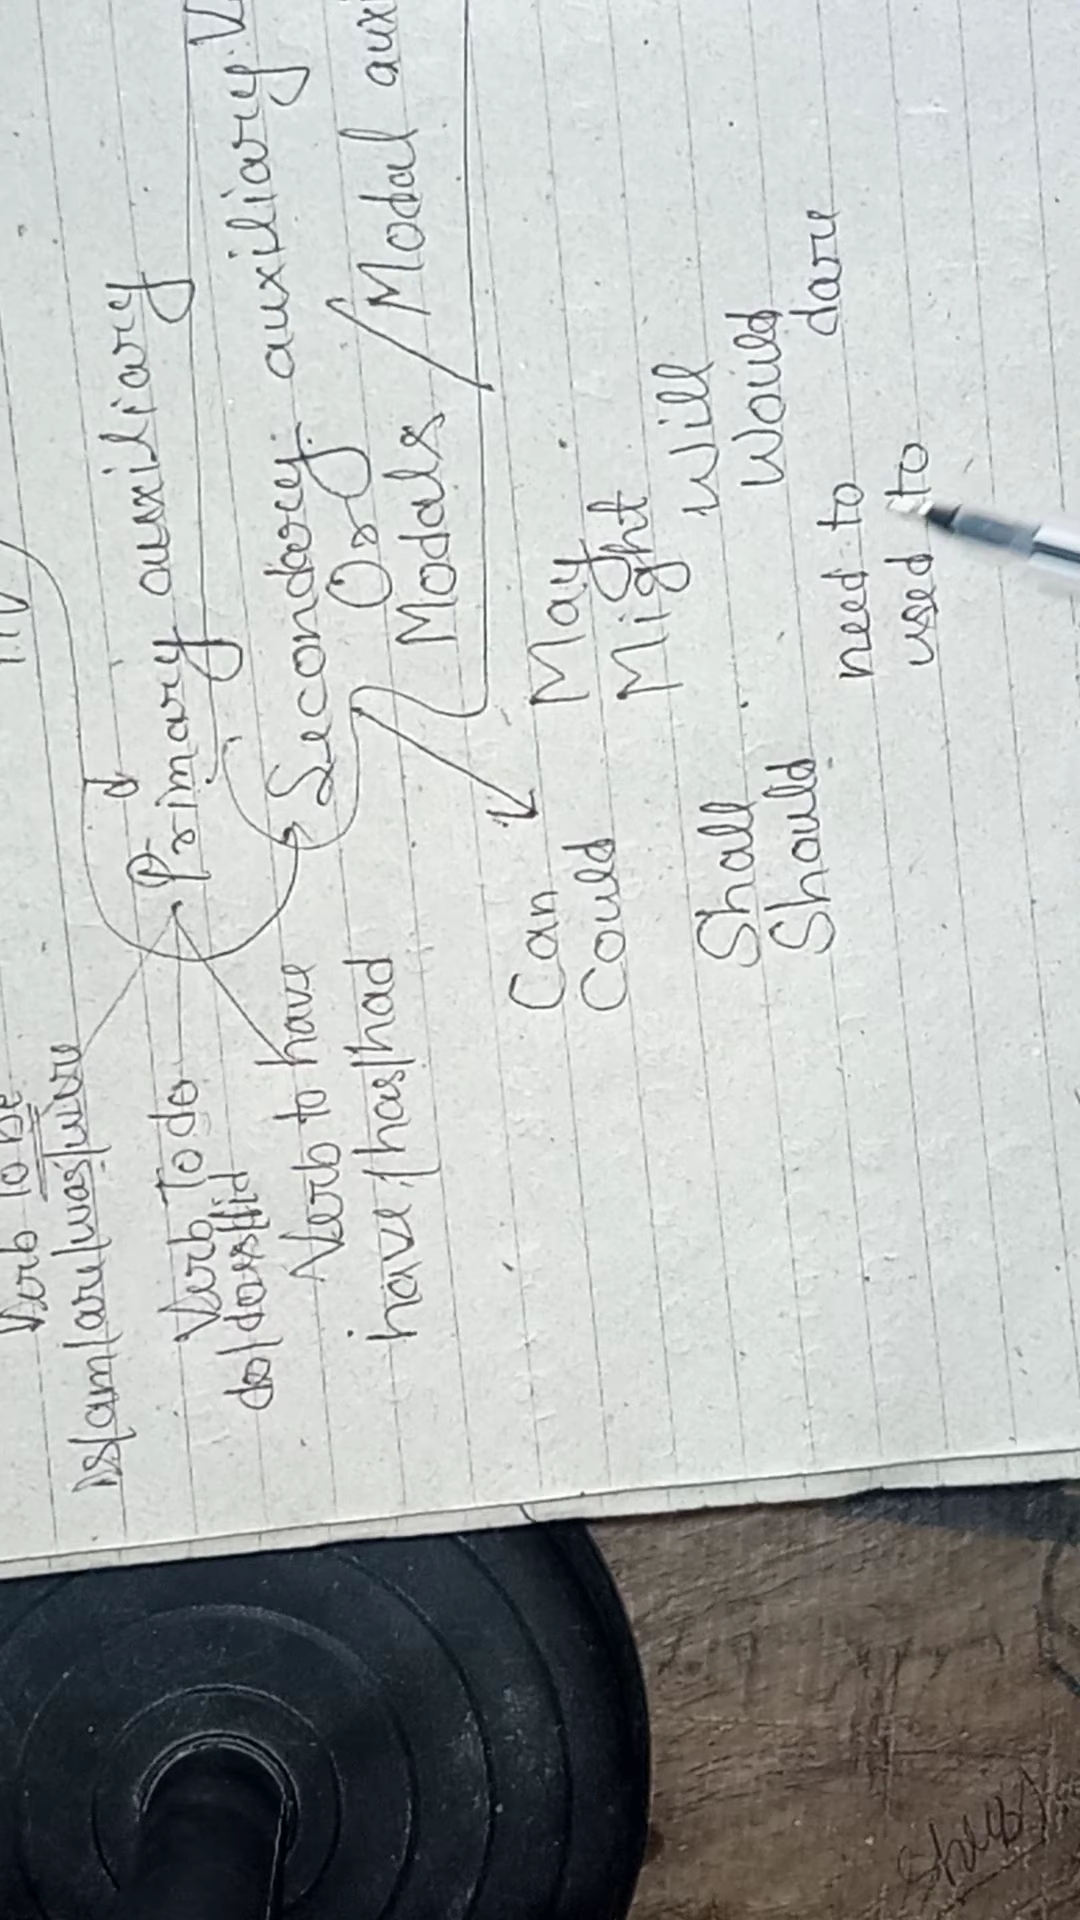 Verb To be
is/am/are/was/were
Primary auxiliary
Verb To do
do/does/did
Secondary auxiliary
Verb to have
Or
have/has/had
Modals / Modal
Can May
Could Might
Shall Will
Should Would
need to dare
used to